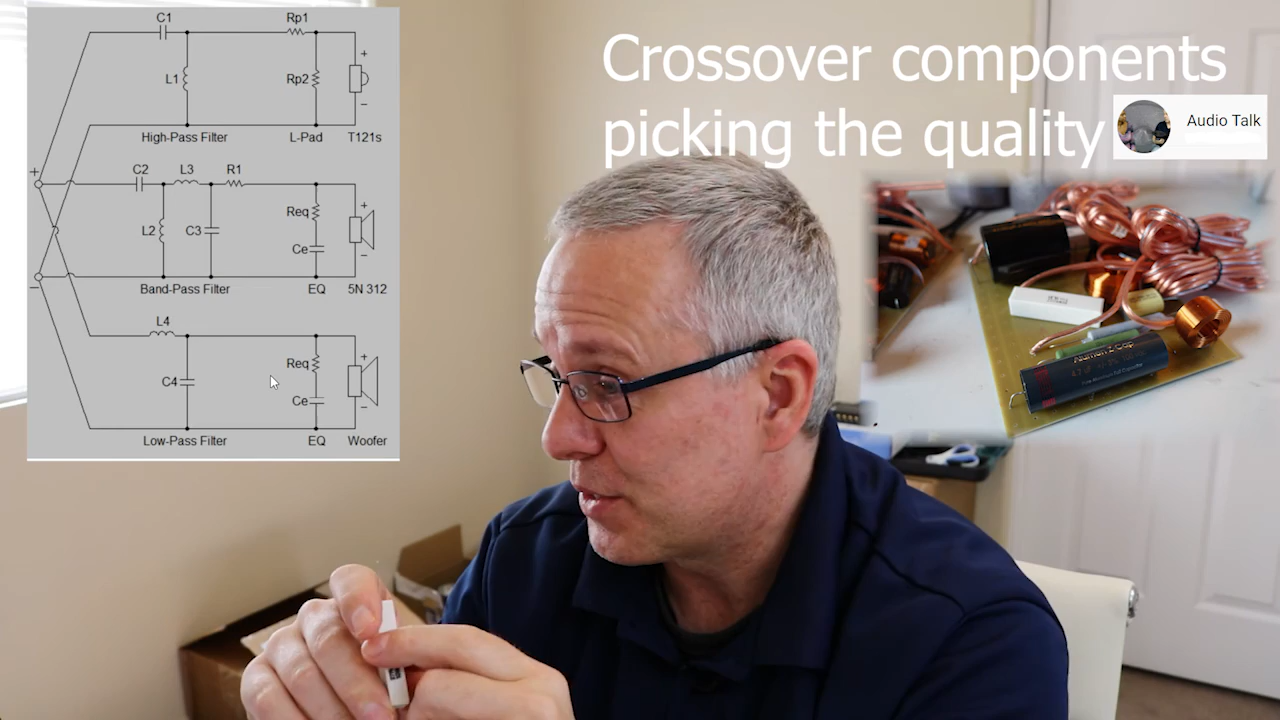 Crossover components
picking the quality
Audio Talk
C1
Rp1
L1
Rp2
+
−
High-Pass Filter
L-Pad
T121s
C2
L3
R1
+
L2
C3
Req
Ce
+
−
−
Band-Pass Filter
EQ
5N 312
L4
C4
Req
Ce
+
−
Low-Pass Filter
EQ
Woofer